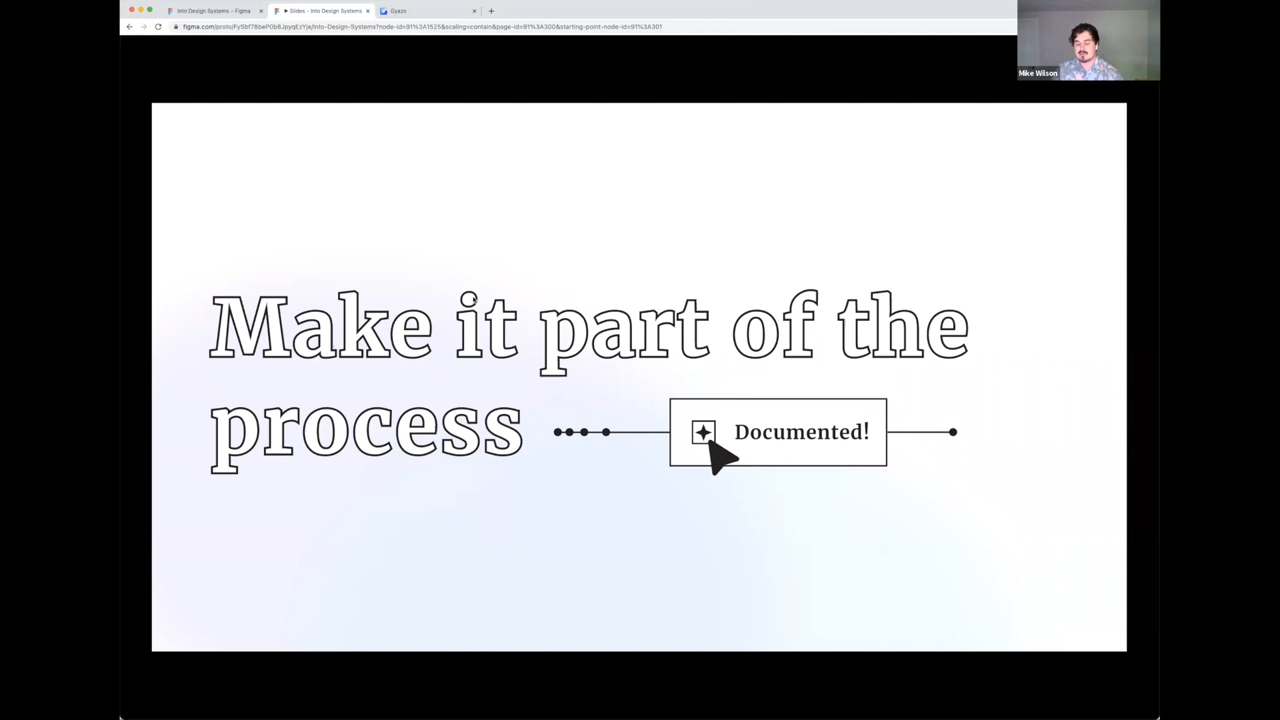 Into Design Systems – Figma
Slides - Into Design Systems
Gyazo
Mike Wilson
Make it part of the
process
Documented!